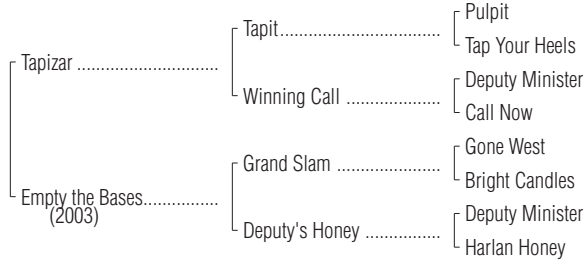 Pulpit
Tapit..................................
Tap Your Heels
Tapizar ..............................
Deputy Minister
Winning Call ....................
Call Now
Gone West
Grand Slam ......................
Bright Candles
Empty the Bases................
(2003)
Deputy Minister
Deputy's Honey ................
Harlan Honey